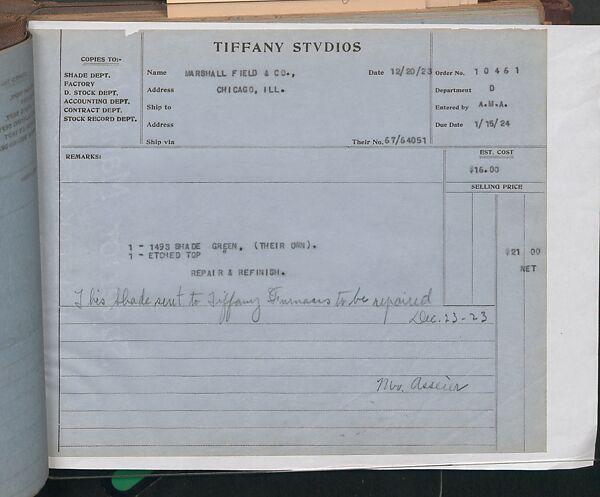 TIFFANY STVDIOS
COPIES TO:-
SHADE DEPT.
FACTORY
D. STOCK DEPT.
ACCOUNTING DEPT.
CONTRACT DEPT.
STOCK RECORD DEPT.
Name MARSHALL FIELD & CO., Date 12/20/23
Address CHICAGO, ILL.
Ship to
Address
Ship via Their No. 67/64051
Order No. 10461
Department D
Entered by A.M.A.
Due Date 1/15/24
REMARKS:
EST. COST
$16.00
SELLING PRICE
1 - 1493 SHADE GREEN, (THEIR OWN). $21 00
1 - ETCHED TOP "
NET
REPAIR & REFINISH.
This Shade sent to Tiffany Furnaces to be repaired
Dec. 23-23